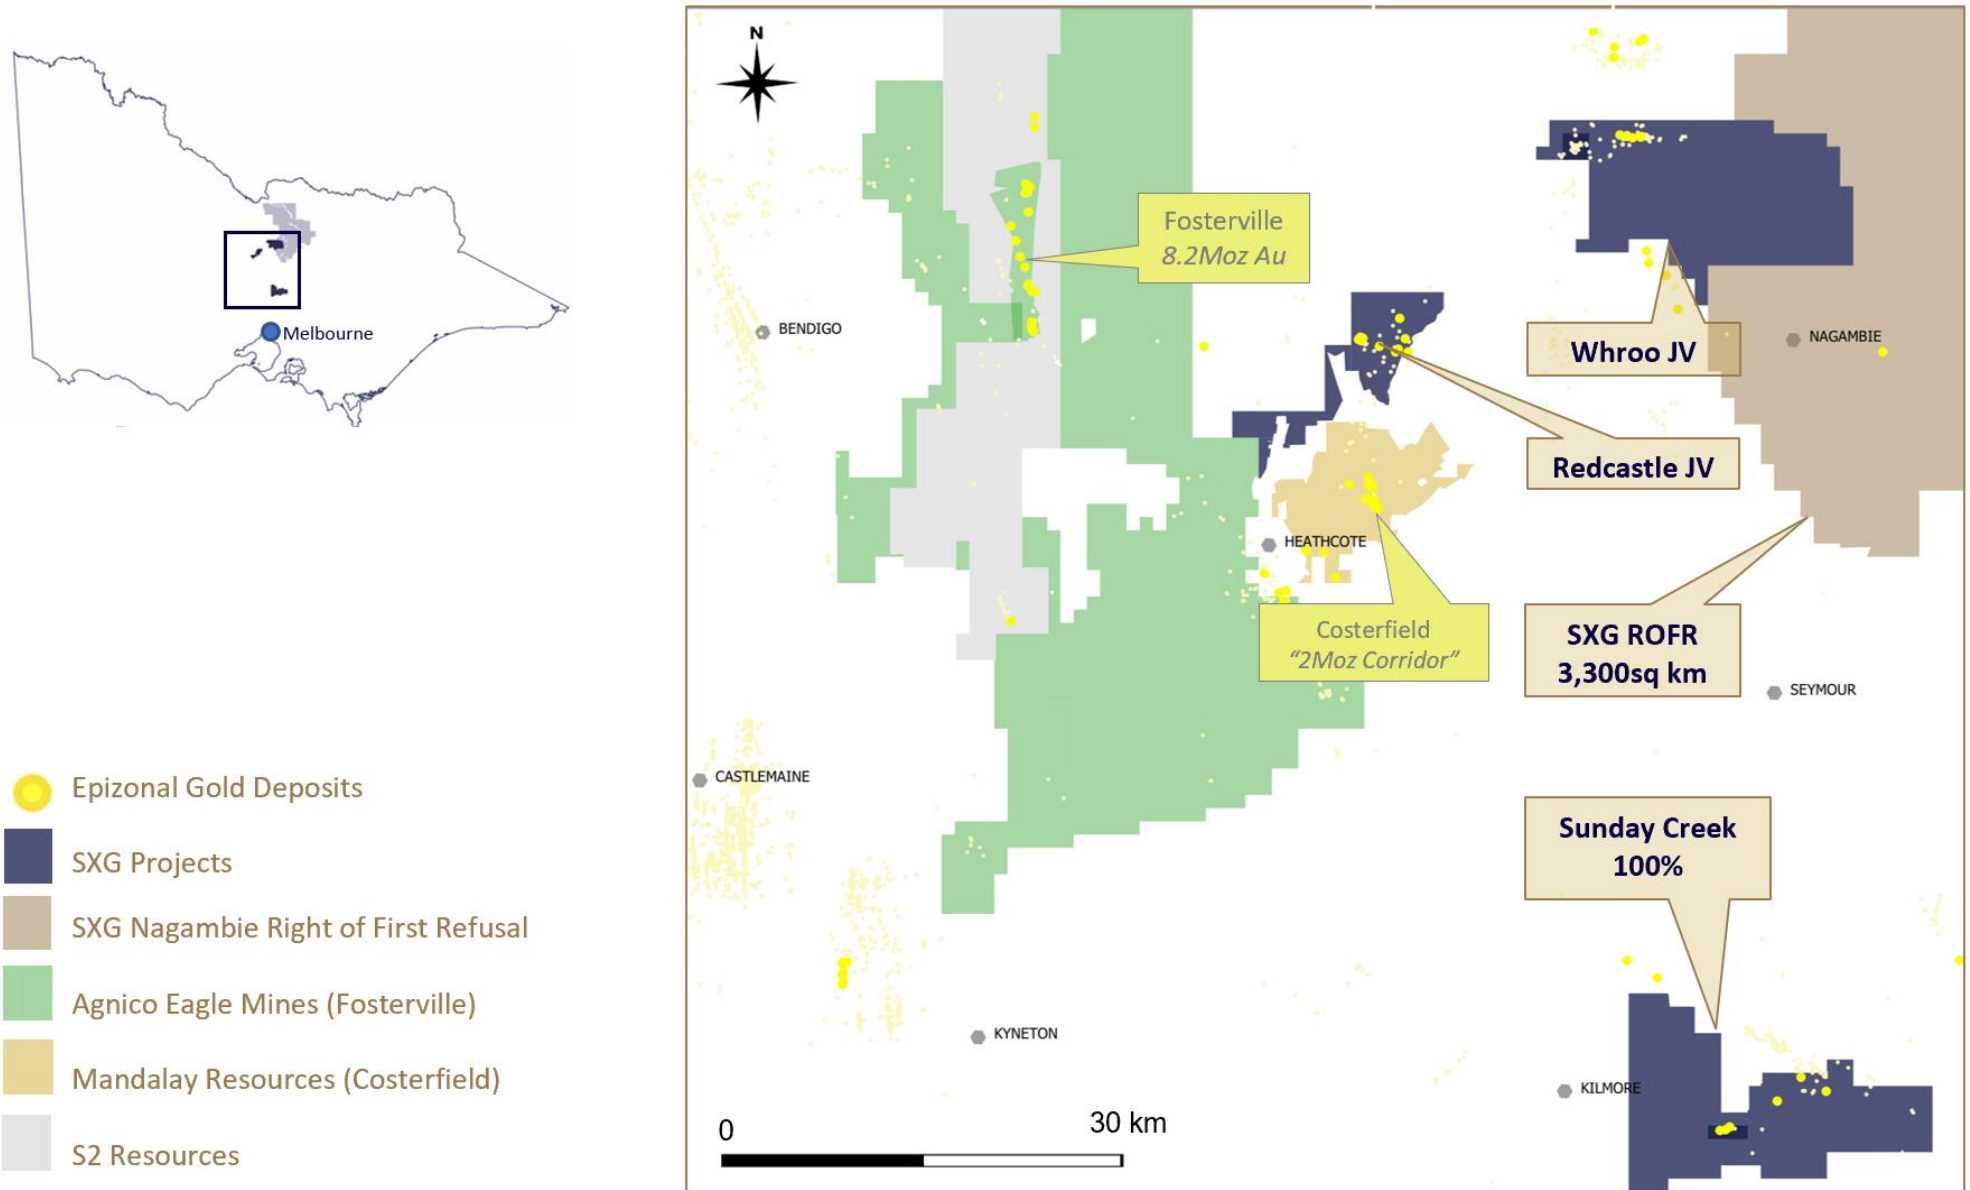 Melbourne
Epizonal Gold Deposits
SXG Projects
SXG Nagambie Right of First Refusal
Agnico Eagle Mines (Fosterville)
Mandalay Resources (Costerfield)
S2 Resources
N
Fosterville
8.2Moz Au
BENDIGO
Whroo JV
NAGAMBIE
Redcastle JV
HEATHCOTE
Costerfield
“2Moz Corridor”
SXG ROFR
3,300sq km
SEYMOUR
CASTLEMAINE
Sunday Creek
100%
KYNETON
KILMORE
0
30 km